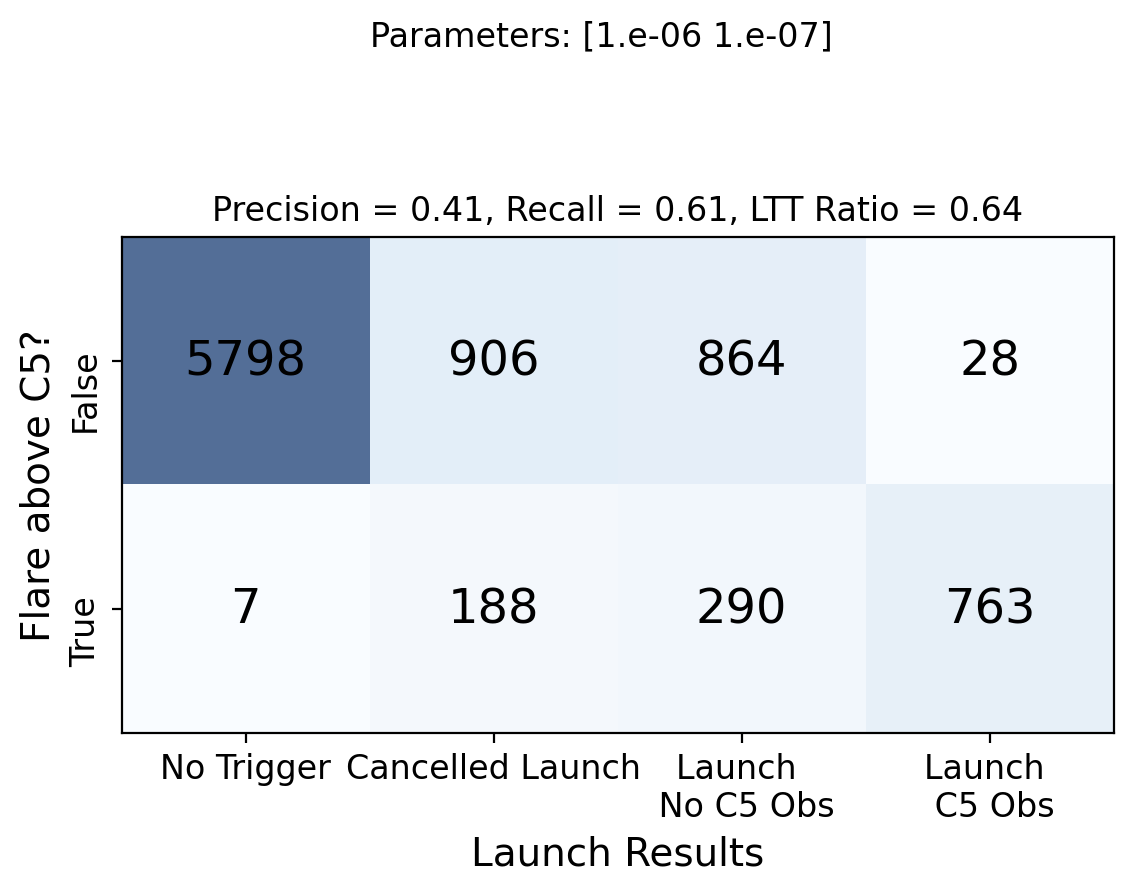 Parameters: [1.e-06 1.e-07]
Precision = 0.41, Recall = 0.61, LTT Ratio = 0.64
Flare above C5?
False
5798
906
864
28
True
7
188
290
763
No Trigger
Cancelled Launch
Launch
No C5 Obs
Launch
C5 Obs
Launch Results